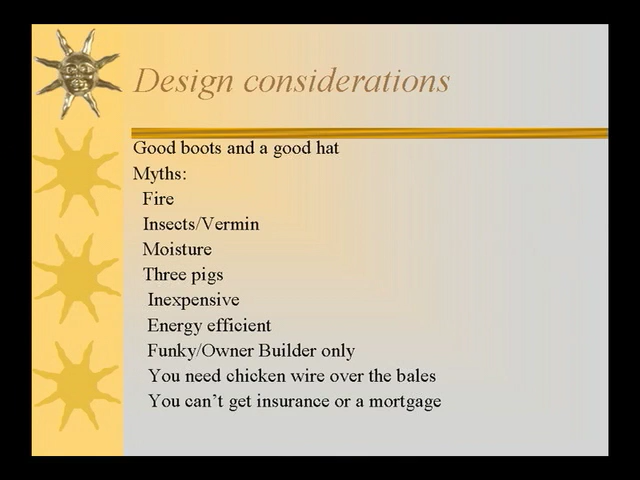 Design considerations
Good boots and a good hat
Myths:
Fire
Insects/Vermin
Moisture
Three pigs
Inexpensive
Energy efficient
Funky/Owner Builder only
You need chicken wire over the bales
You can’t get insurance or a mortgage